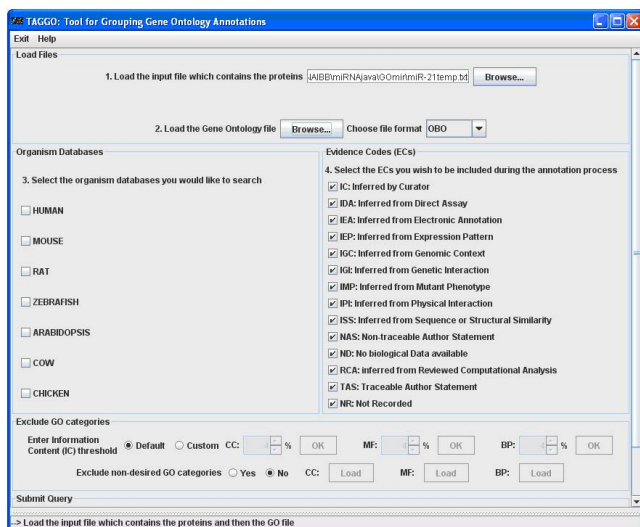 TAGGO: Tool for Grouping Gene Ontology Annotations
Exit Help
Load Files
1. Load the input file which contains the proteins \AIBB\miRNAjava\GOmir\miR-21temp.txt Browse...
2. Load the Gene Ontology file Browse... Choose file format OBO
Organism Databases
3. Select the organism databases you would like to search
HUMAN
MOUSE
RAT
ZEBRAFISH
ARABIDOPSIS
COW
CHICKEN
Evidence Codes (ECs)
4. Select the ECs you wish to be included during the annotation process
IC: Inferred by Curator
IDA: Inferred from Direct Assay
IEA: Inferred from Electronic Annotation
IEP: Inferred from Expression Pattern
IGC: Inferred from Genomic Context
IGI: Inferred from Genetic Interaction
IMP: Inferred from Mutant Phenotype
IPI: Inferred from Physical Interaction
ISS: Inferred from Sequence or Structural Similarity
NAS: Non-traceable Author Statement
ND: No biological Data available
RCA: inferred from Reviewed Computational Analysis
TAS: Traceable Author Statement
NR: Not Recorded
Exclude GO categories
Enter Information
Content (IC) threshold Default Custom CC: 4 % OK MF: 4 % OK BP: 4 % OK
Exclude non-desired GO categories Yes No CC: Load MF: Load BP: Load
Submit Query
--> Load the input file which contains the proteins and then the GO file